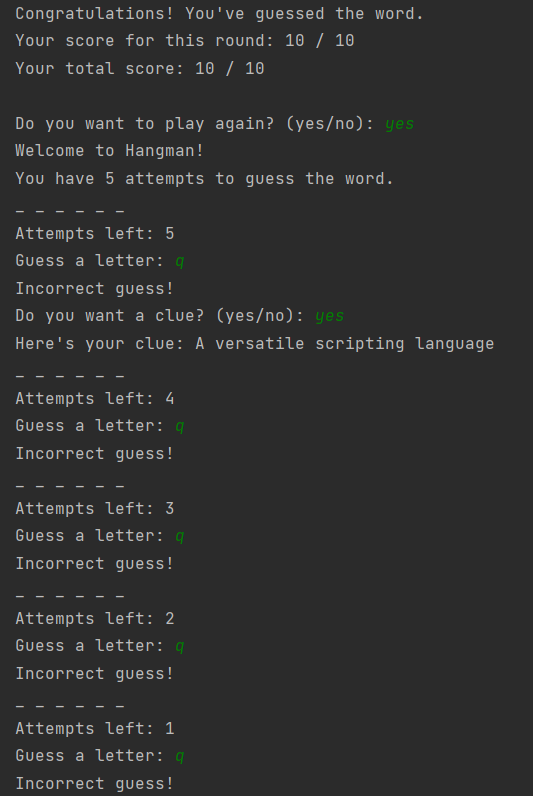 Congratulations! You've guessed the word.
Your score for this round: 10 / 10
Your total score: 10 / 10
Do you want to play again? (yes/no): yes
Welcome to Hangman!
You have 5 attempts to guess the word.
_ _ _ _ _ _
Attempts left: 5
Guess a letter: q
Incorrect guess!
Do you want a clue? (yes/no): yes
Here's your clue: A versatile scripting language
_ _ _ _ _ _
Attempts left: 4
Guess a letter: q
Incorrect guess!
_ _ _ _ _ _
Attempts left: 3
Guess a letter: q
Incorrect guess!
_ _ _ _ _ _
Attempts left: 2
Guess a letter: q
Incorrect guess!
_ _ _ _ _ _
Attempts left: 1
Guess a letter: q
Incorrect guess!